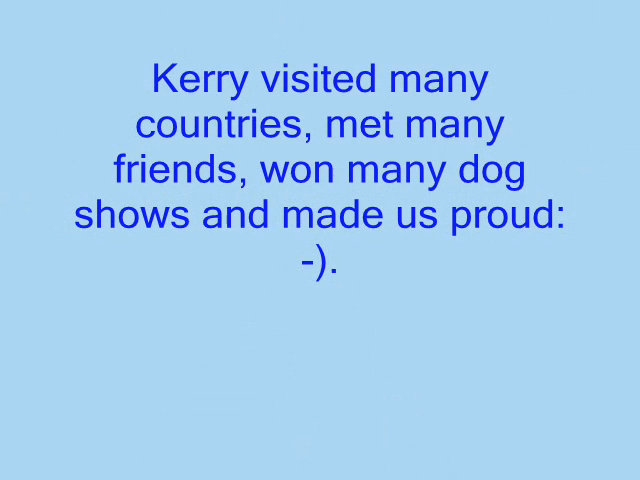 Kerry visited many
countries, met many
friends, won many dog
shows and made us proud:
-).